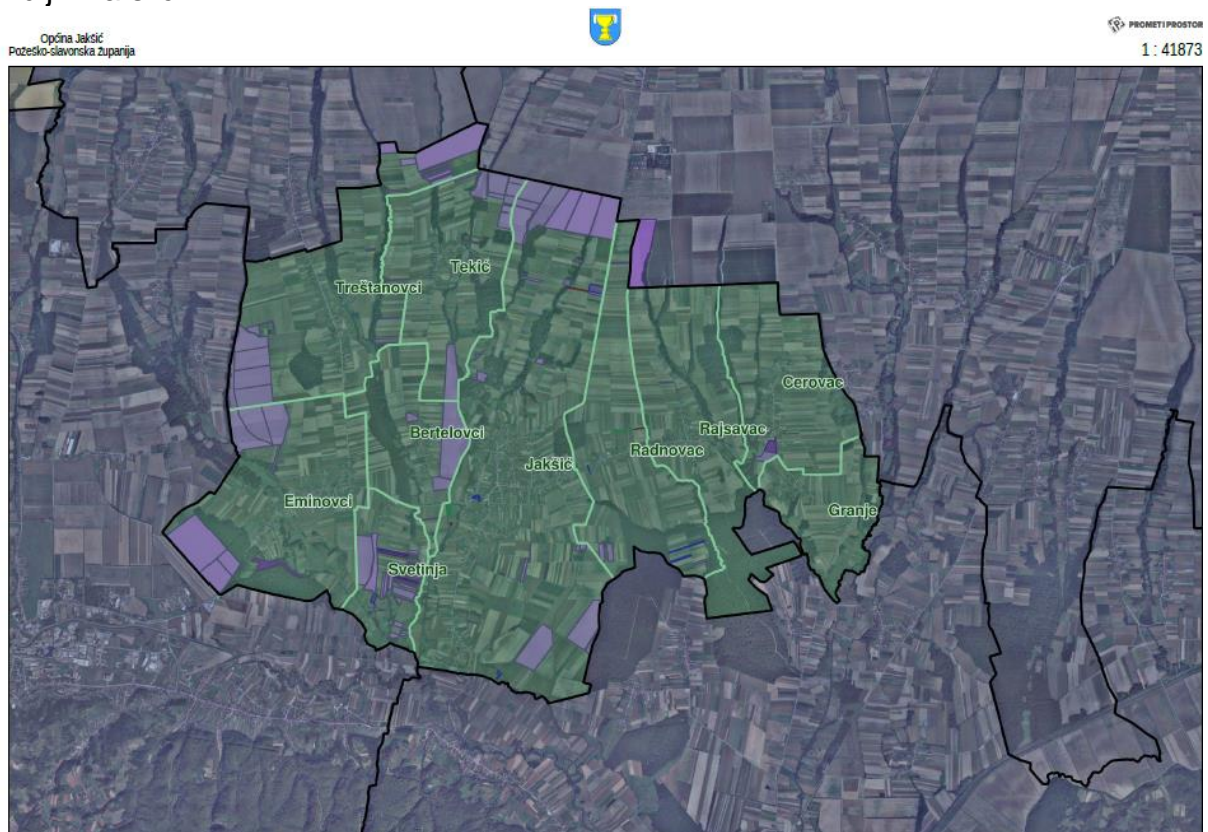 Općina Jakšić
Požeško-slavonska županija
PROMET I PROSTOR
1 : 41873
Tekić
Treštanovci
Cerovac
Bertelovci
Rajsavac
Radnovac
Jakšić
Eminovci
Granje
Svetinja